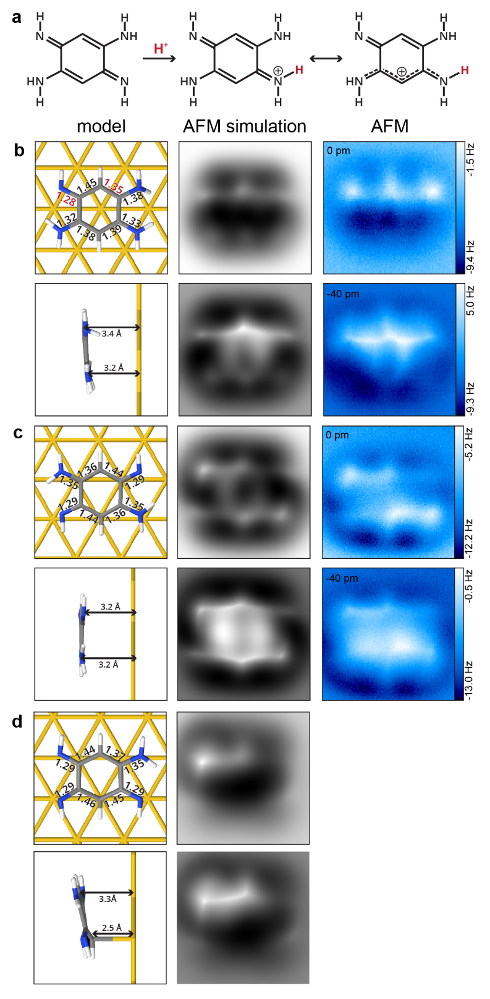 a
H H H H H H
N NH H⁺ N NH N NH
HN N HN N⊕ H HN ⊕ N H
H H H H H H
model AFM simulation AFM
b
1.45 1.35
1.28 1.38
1.32 1.33
1.38 1.39
0 pm
-1.5 Hz
-9.4 Hz
3.4 Å
3.2 Å
-40 pm
5.0 Hz
-9.3 Hz
c
1.36 1.44
1.35 1.29
1.29 1.35
1.44 1.36
0 pm
-5.2 Hz
-12.2 Hz
3.2 Å
3.2 Å
-40 pm
-0.5 Hz
-13.0 Hz
d
1.44 1.37
1.29 1.35
1.29 1.29
1.46 1.45
3.3Å
2.5 Å